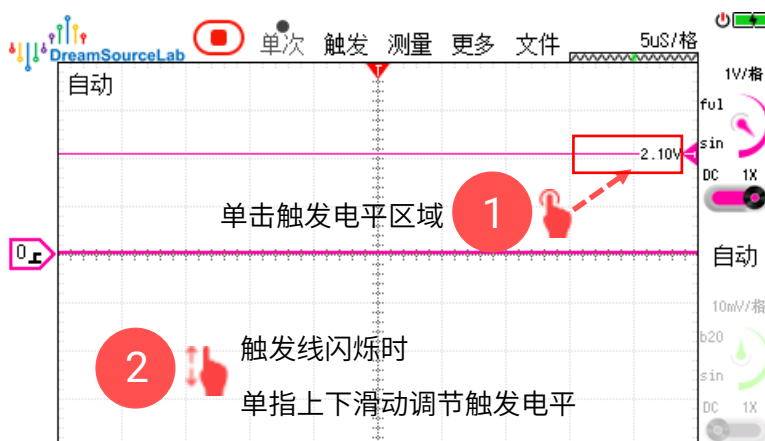 DreamSourceLab
单次 触发 测量 更多 文件
5uS/格
自动
T
1V/格
ful
sin
DC 1X
2.10V
T
单击触发电平区域
1
0
自动
10mV/格
b20
sin
DC 1X
2
触发线闪烁时
单指上下滑动调节触发电平